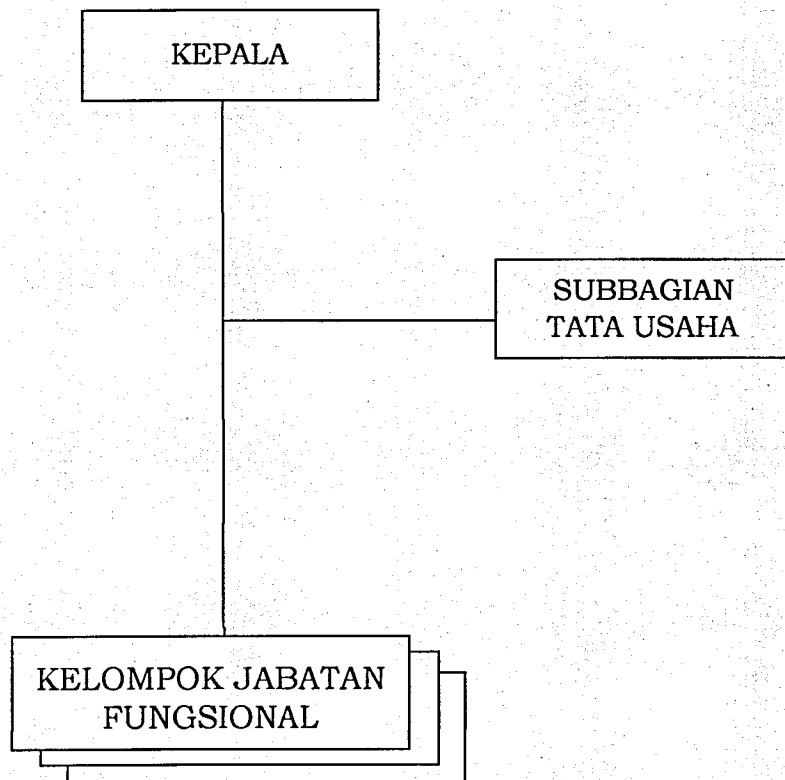 KEPALA
SUBBAGIAN
TATA USAHA
KELOMPOK JABATAN
FUNGSIONAL